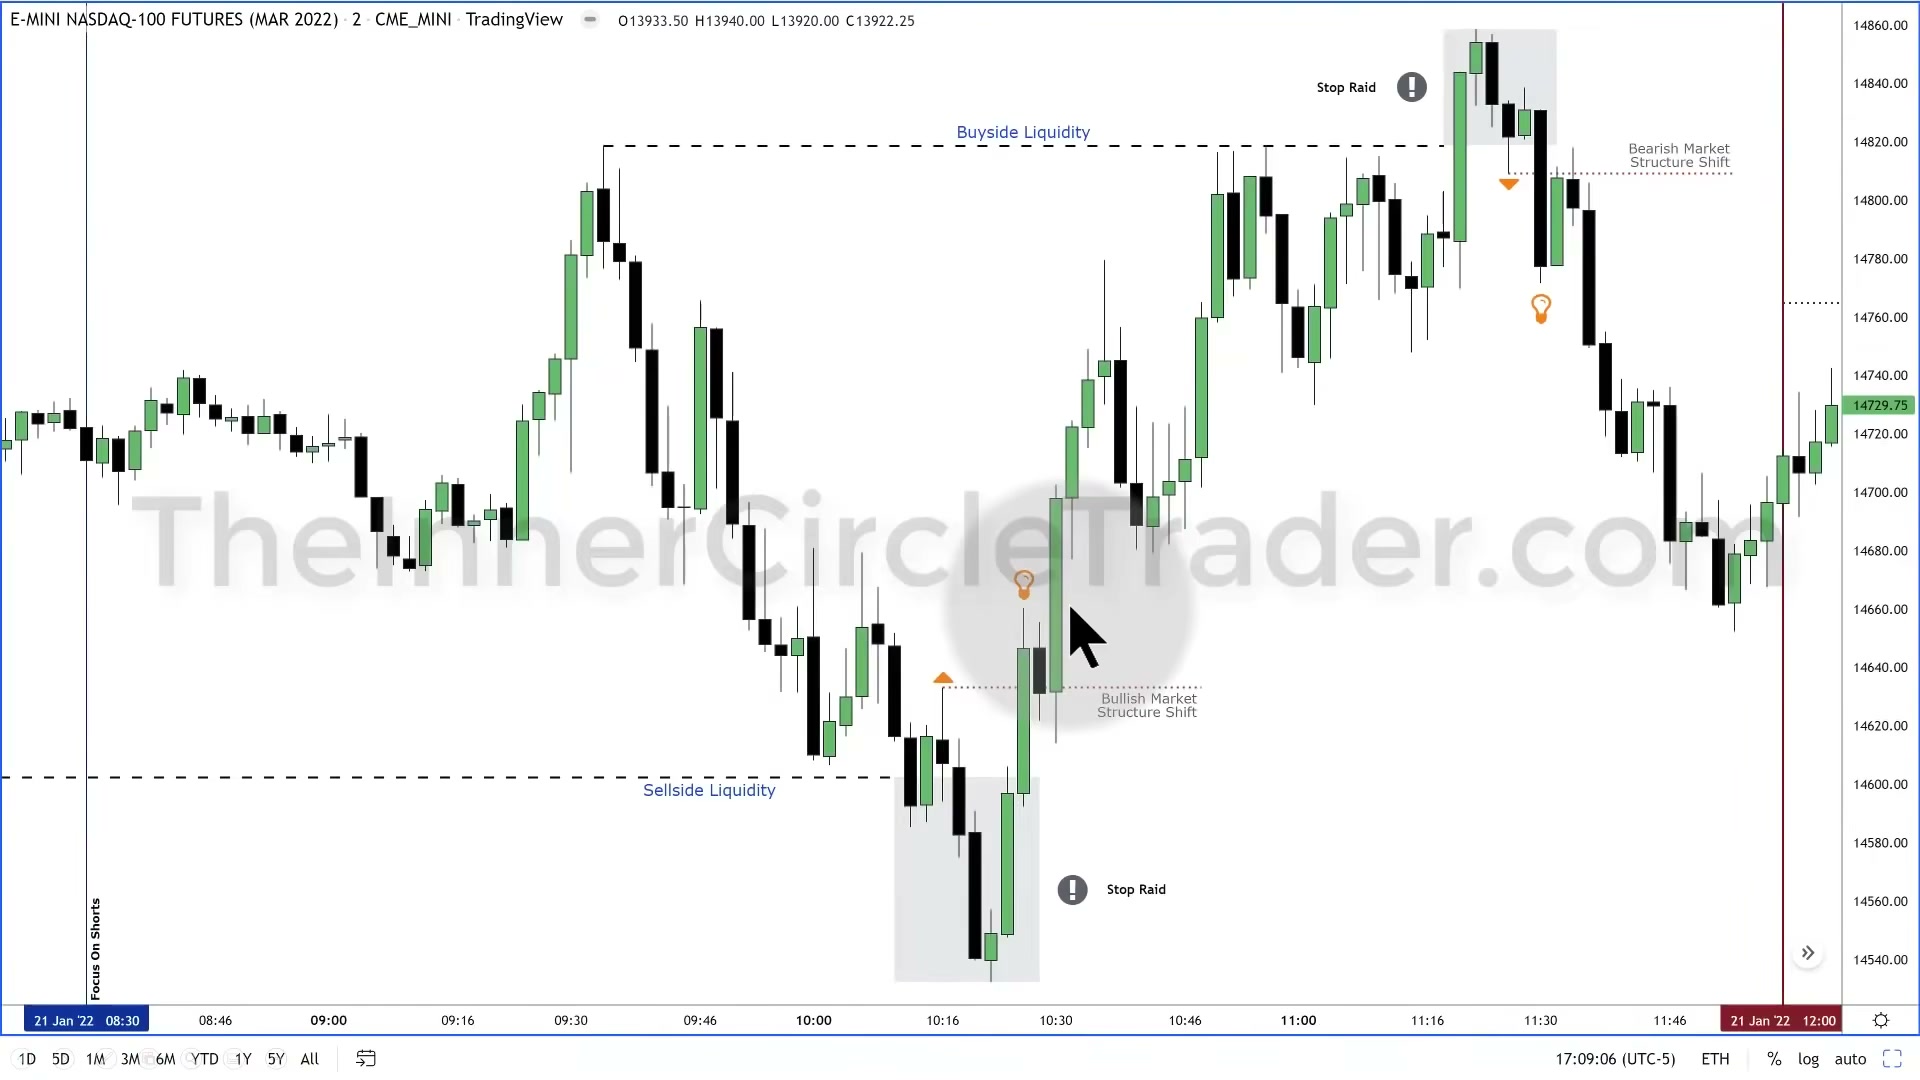 E-MINI NASDAQ-100 FUTURES (MAR 2022) · 2 · CME_MINI · TradingView O13933.50 H13940.00 L13920.00 C13922.25
14860.00
Stop Raid
14840.00
Buyside Liquidity
14820.00
Bearish Market
Structure Shift
14800.00
14780.00
14760.00
14740.00
14729.75
14720.00
14700.00
TheInnerCircleTrader.com
14680.00
14660.00
14640.00
Bullish Market
Structure Shift
14620.00
14600.00
Sellside Liquidity
14580.00
Stop Raid
14560.00
Focus On Shorts
14540.00
21 Jan '22 08:30 08:46 09:00 09:16 09:30 09:46 10:00 10:16 10:30 10:46 11:00 11:16 11:30 11:46 21 Jan '22 12:00
1D 5D 1M 3M 6M YTD 1Y 5Y All 17:09:06 (UTC-5) ETH % log auto